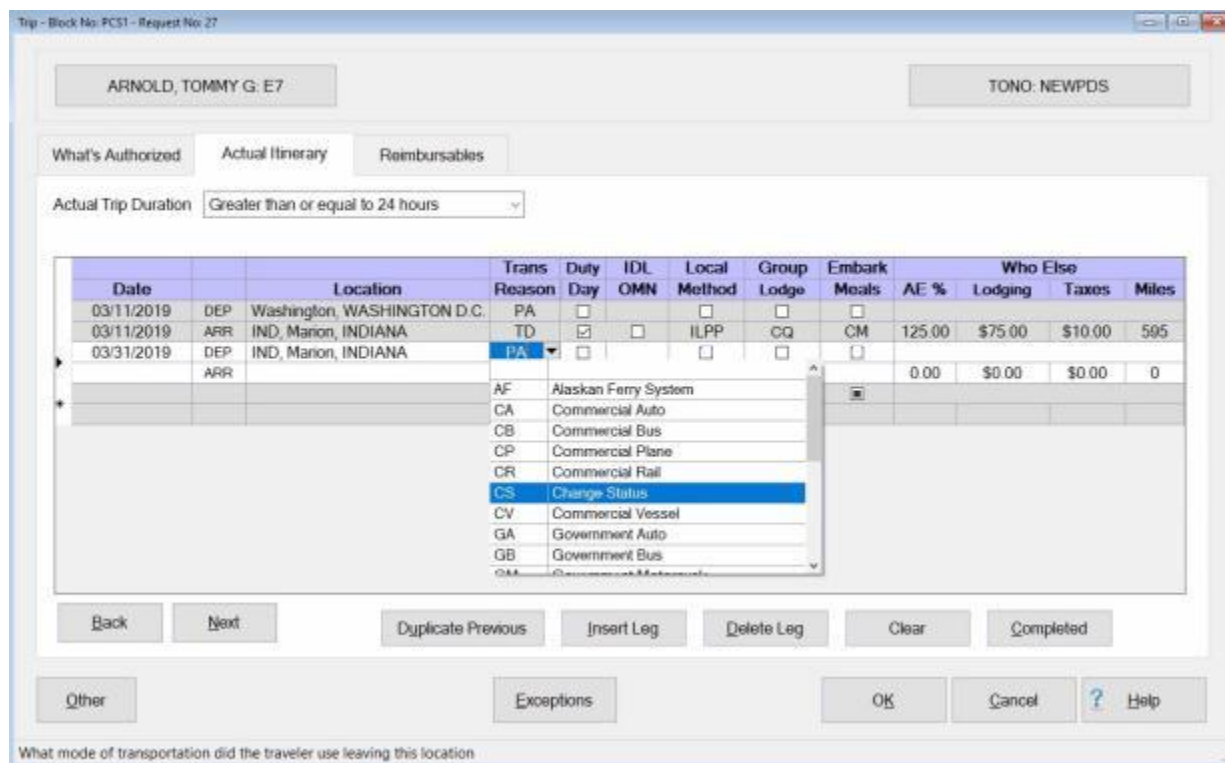 Trip - Block No: PCS1 - Request No: 27
ARNOLD, TOMMY G: E7 TONO: NEWPDS
What's Authorized Actual Itinerary Reimbursables
Actual Trip Duration Greater than or equal to 24 hours
Trans Duty IDL Local Group Embark Who Else
Date Location Reason Day OMN Method Lodge Meals AE % Lodging Taxes Miles
03/11/2019 DEP Washington, WASHINGTON D.C. PA
03/11/2019 ARR IND, Marion, INDIANA TD ILPP CQ CM 125.00 $75.00 $10.00 595
03/31/2019 DEP IND, Marion, INDIANA PA
ARR 0.00 $0.00 $0.00 0
AF Alaskan Ferry System
CA Commercial Auto
CB Commercial Bus
CP Commercial Plane
CR Commercial Rail
CS Change Status
CV Commercial Vessel
GA Government Auto
GB Government Bus
Back Next Duplicate Previous Insert Leg Delete Leg Clear Completed
Other Exceptions OK Cancel ? Help
What mode of transportation did the traveler use leaving this location